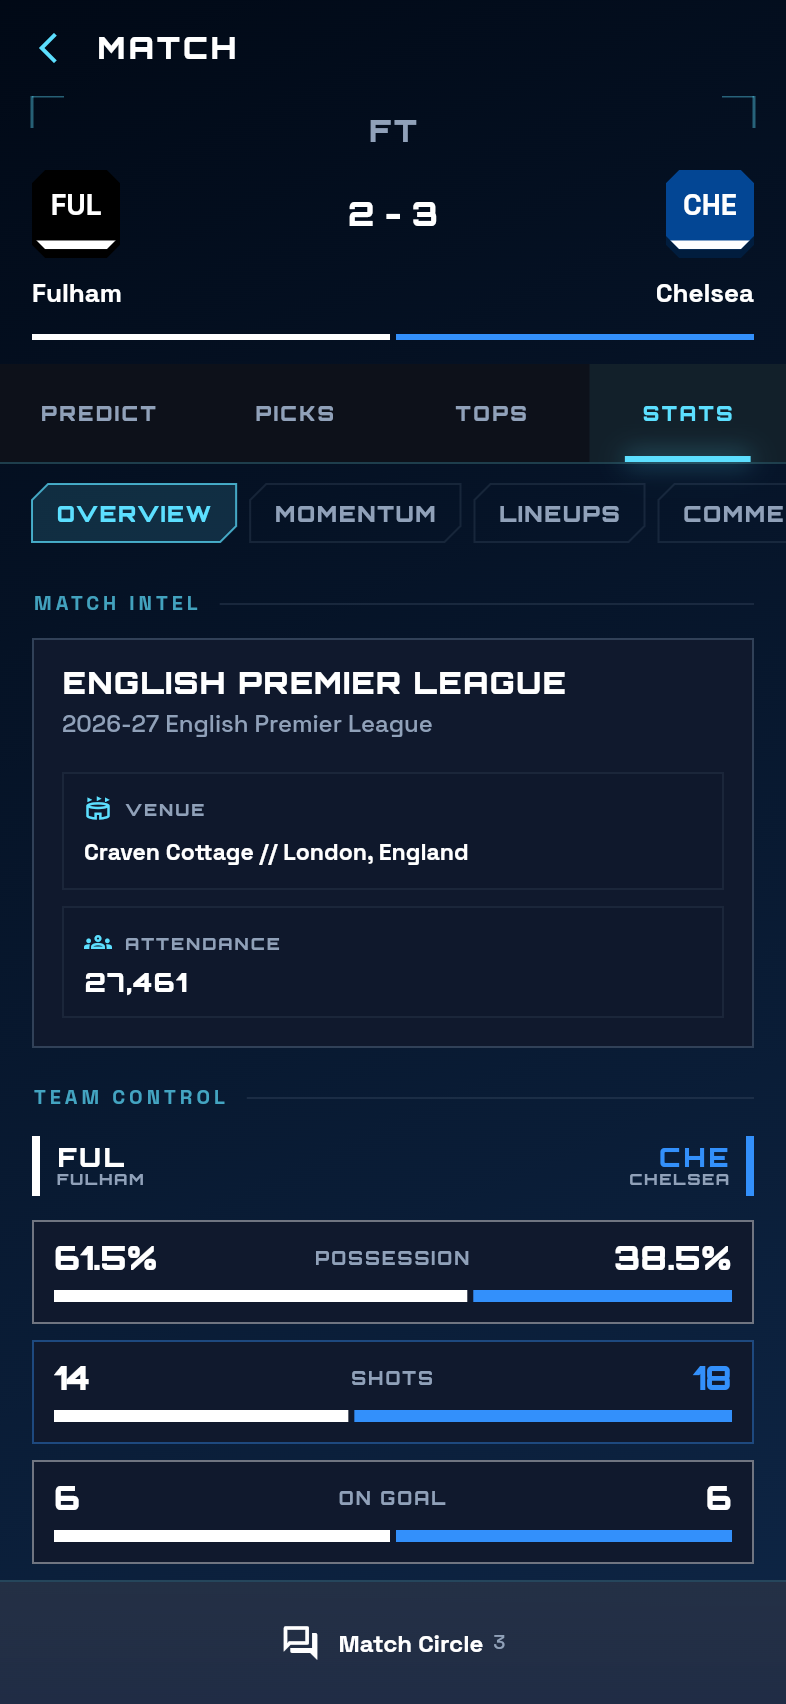 MATCH
FT
FUL
2 - 3
CHE
Fulham
Chelsea
PREDICT
PICKS
TOPS
STATS
OVERVIEW
MOMENTUM
LINEUPS
COMME
MATCH INTEL
ENGLISH PREMIER LEAGUE
2026-27 English Premier League
VENUE
Craven Cottage // London, England
ATTENDANCE
27,461
TEAM CONTROL
FUL
FULHAM
CHE
CHELSEA
61.5%
POSSESSION
38.5%
14
SHOTS
18
6
ON GOAL
6
Match Circle 3